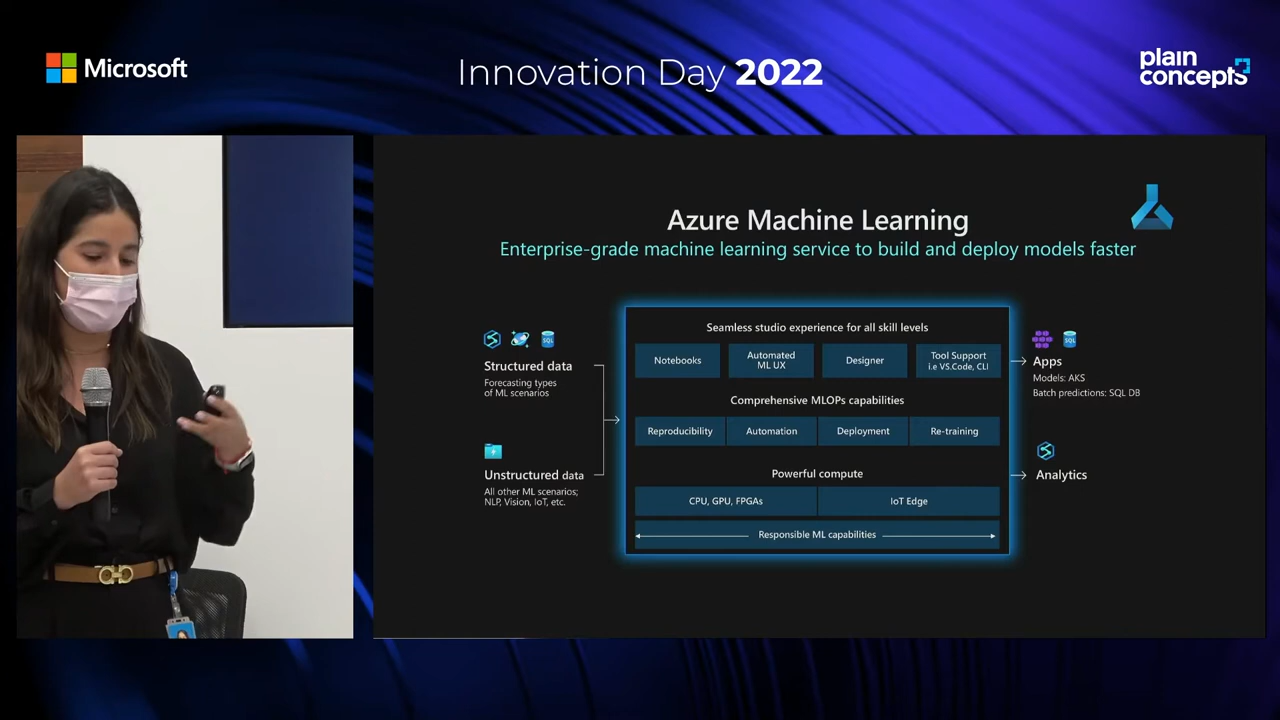 Microsoft
Innovation Day 2022
plain
concepts
Azure Machine Learning
Enterprise-grade machine learning service to build and deploy models faster
Structured data
Forecasting types
of ML scenarios
Unstructured data
All other ML scenarios;
NLP, Vision, IoT, etc.
Seamless studio experience for all skill levels
Notebooks
Automated
ML UX
Designer
Tool Support
i.e VS.Code, CLI
Comprehensive MLOPs capabilities
Reproducibility
Automation
Deployment
Re-training
Powerful compute
CPU, GPU, FPGAs
IoT Edge
Responsible ML capabilities
SQL
SQL
Apps
Models: AKS
Batch predictions: SQL DB
Analytics